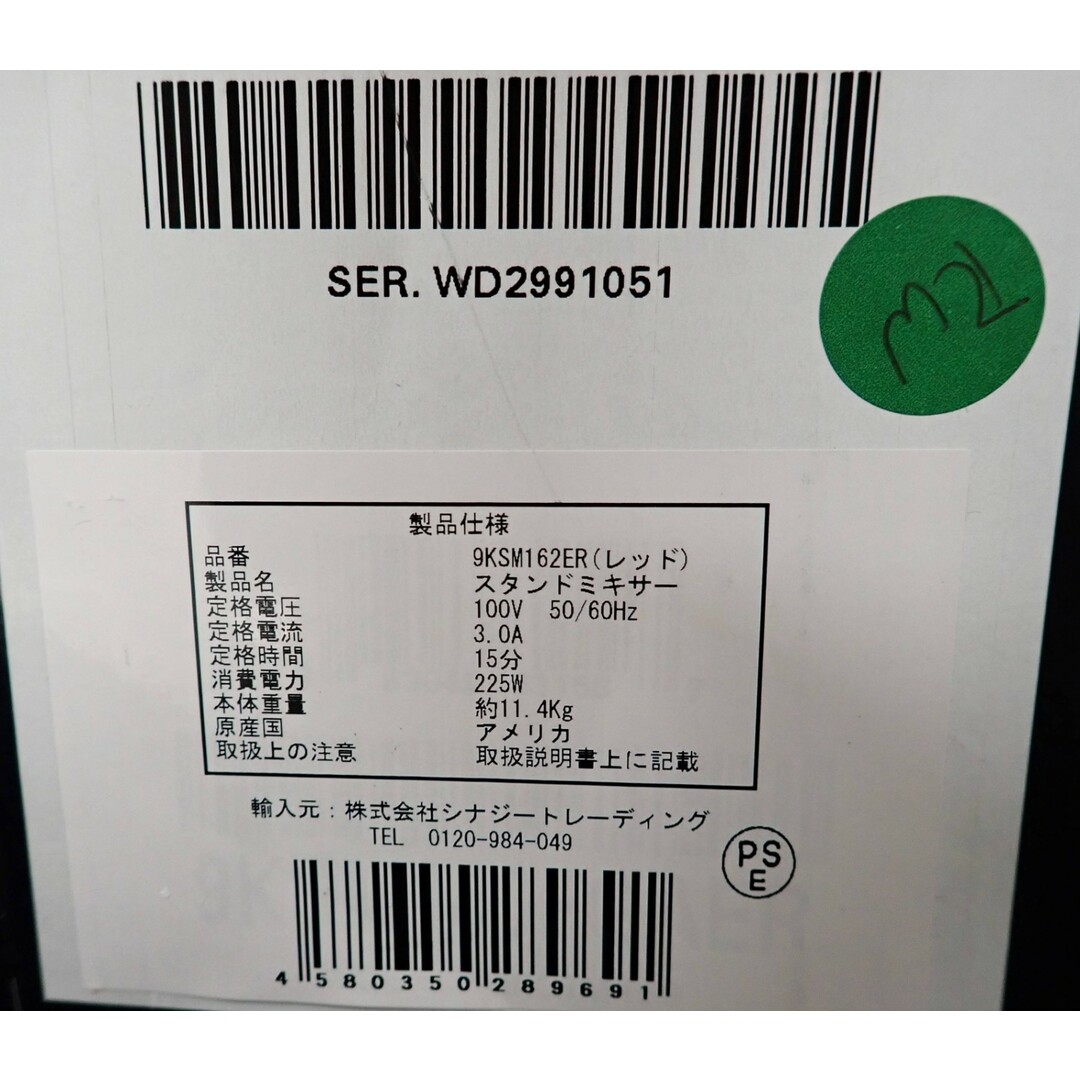 SER. WD2991051
製品仕様
品番 9KSM162ER(レッド)
製品名 スタンドミキサー
定格電圧 100V 50/60Hz
定格電流 3.0A
定格時間 15分
消費電力 225W
本体重量 約11.4Kg
原産国 アメリカ
取扱上の注意 取扱説明書上に記載
輸入元:株式会社シナジートレーディング
TEL 0120-984-049
PS
E
4 580350 289691